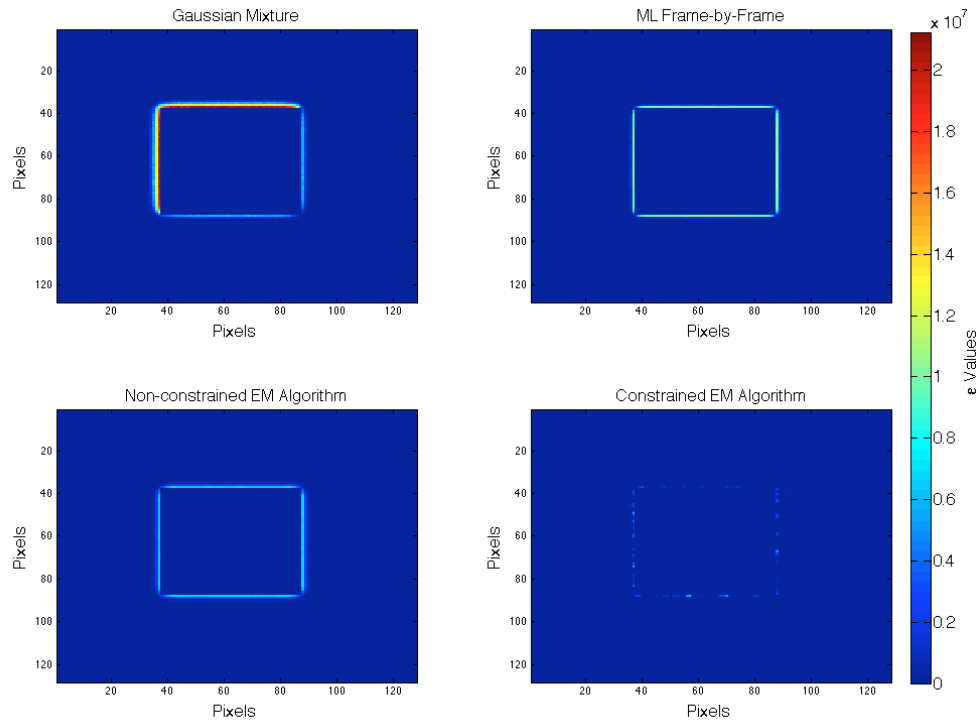 Gaussian Mixture
20
40
60
80
100
120
20 40 60 80 100 120
Pixels
Pixels
ML Frame-by-Frame
20
40
60
80
100
120
20 40 60 80 100 120
Pixels
Pixels
Non-constrained EM Algorithm
20
40
60
80
100
120
20 40 60 80 100 120
Pixels
Pixels
Constrained EM Algorithm
20
40
60
80
100
120
20 40 60 80 100 120
Pixels
Pixels
x 10^7
2
1.8
1.6
1.4
1.2
1
0.8
0.6
0.4
0.2
0
ε Values